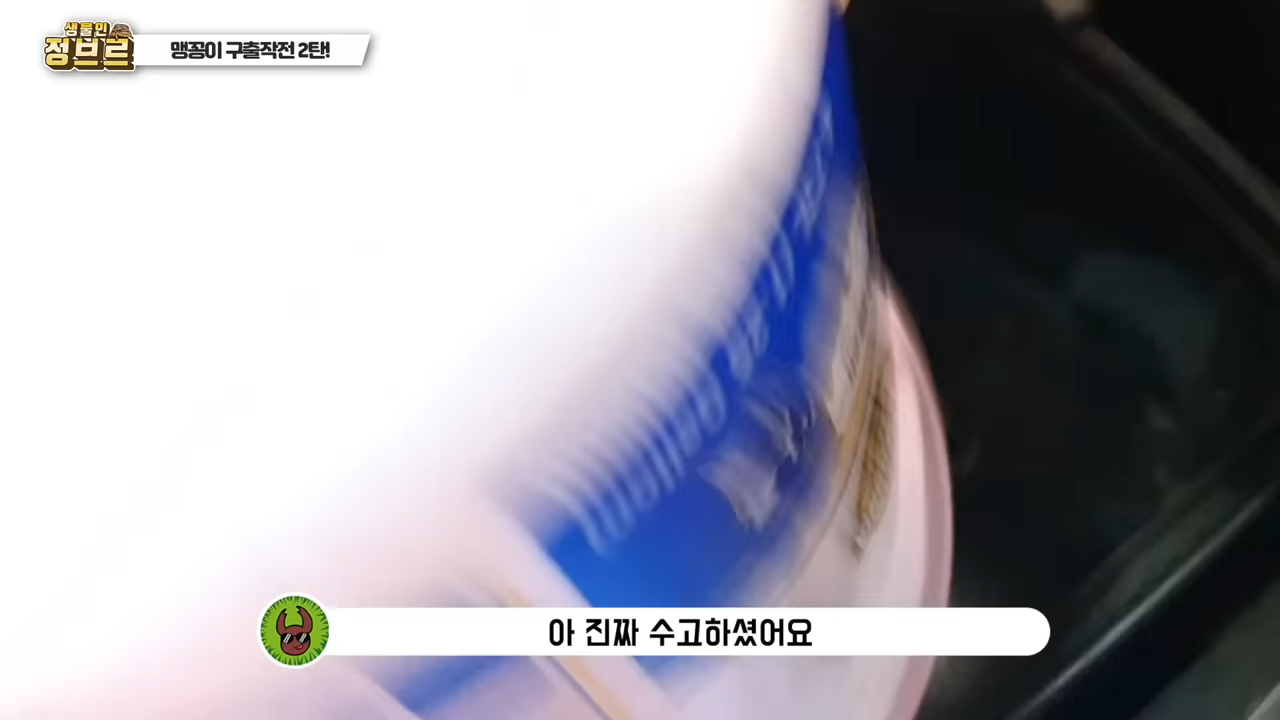 생물인
정브르
맹꽁이 구출작전 2탄!
아 진짜 수고하셨어요